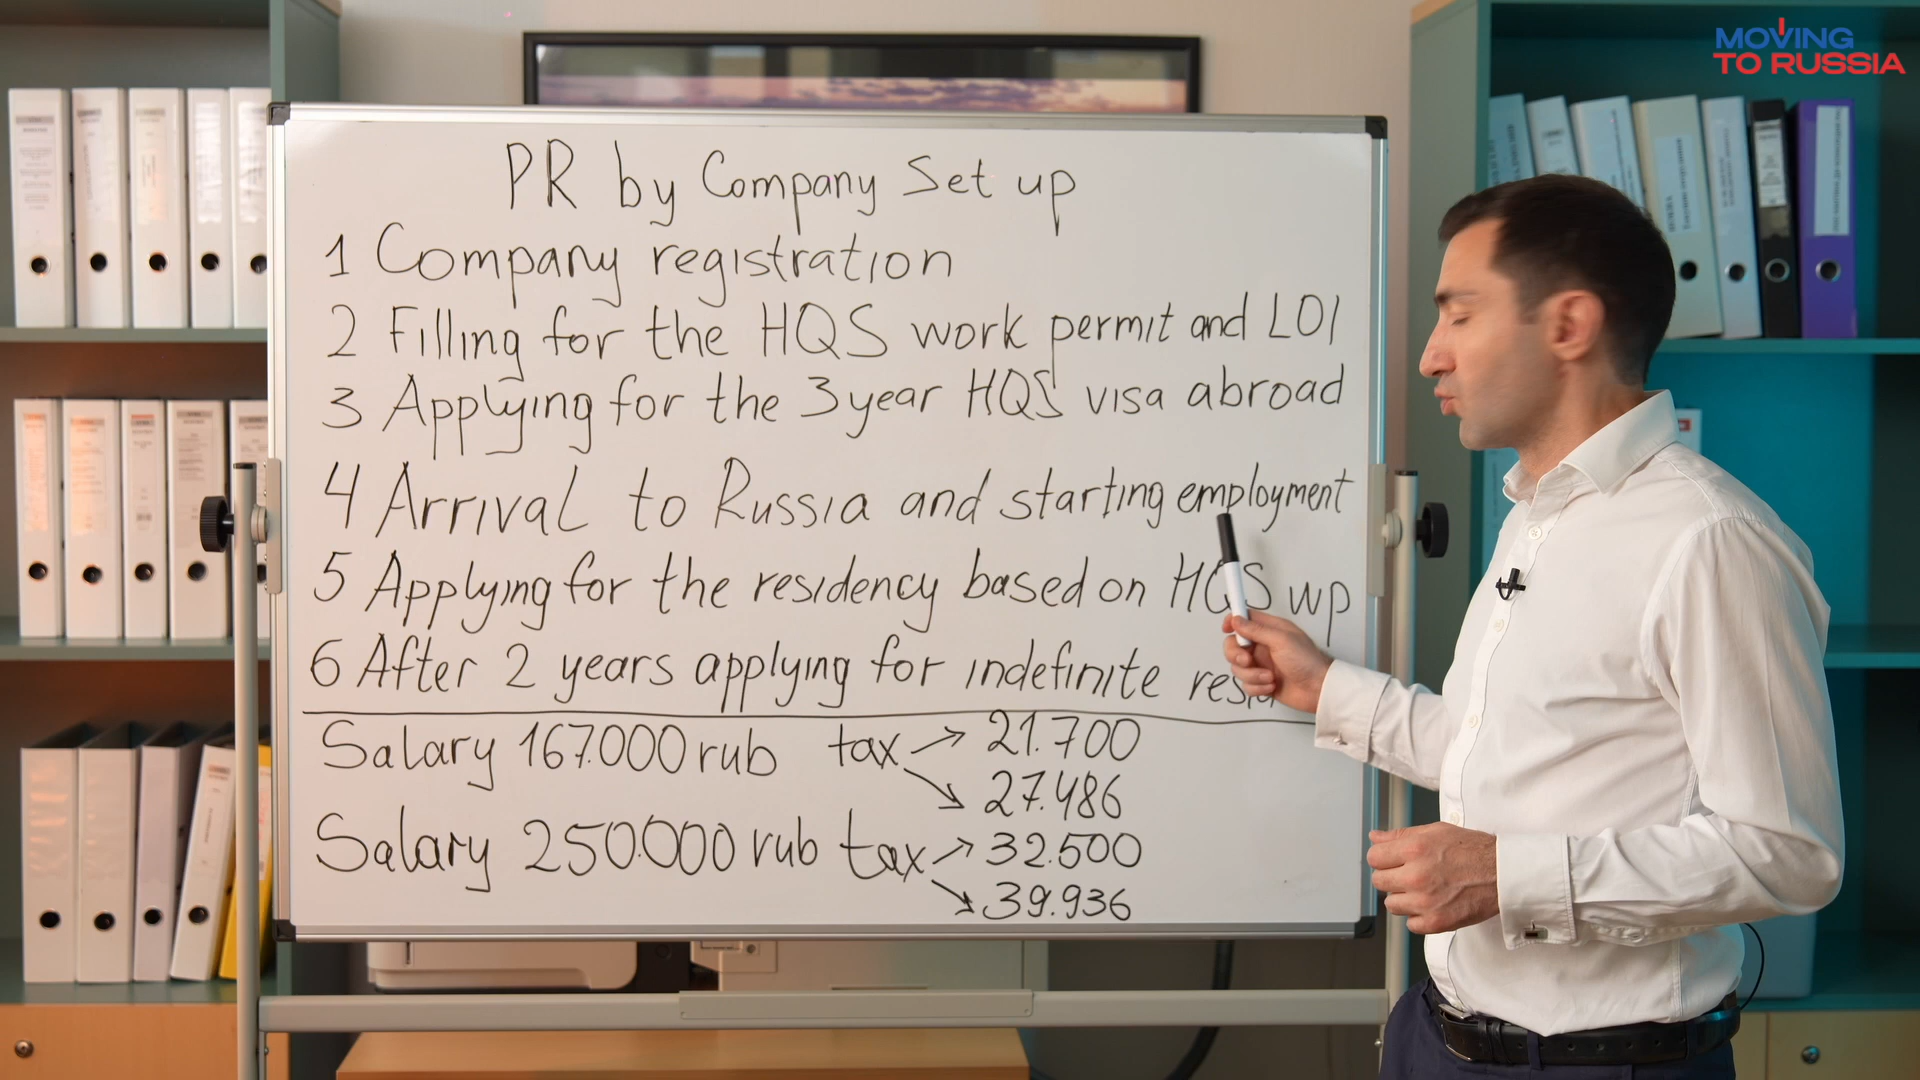 MOVING
TO RUSSIA
PR by Company Set up
1 Company registration
2 Filling for the HQS work permit and LOI
3 Applying for the 3 year HQS visa abroad
4 Arrival to Russia and starting employment
5 Applying for the residency based on HQS wp
6 After 2 years applying for indefinite
Salary 167.000 rub tax → 21.700
↘ 27.486
Salary 250.000 rub tax → 32.500
↘ 39.936